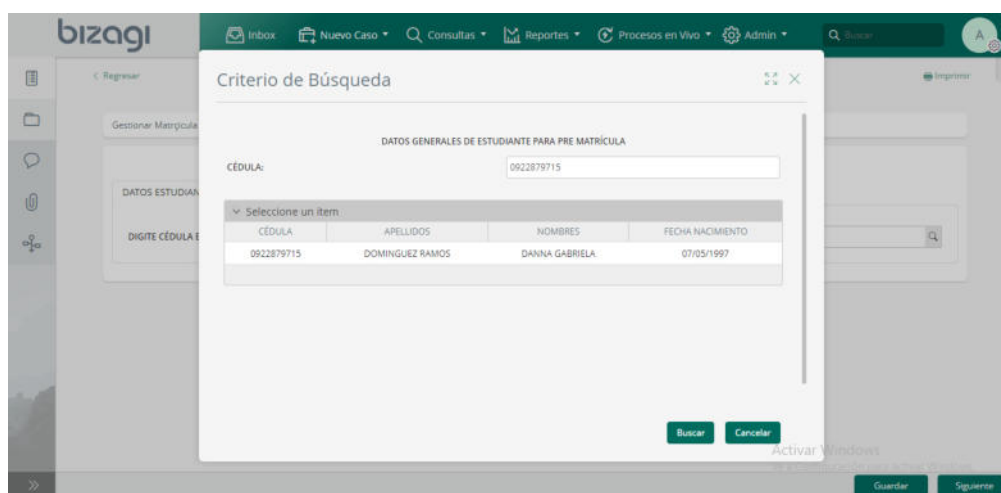 bizagi
Inbox Nuevo Caso Consultas Reportes Procesos en Vivo Admin Buscar A
< Regresar
Criterio de Búsqueda
Imprimir
Gestionar Matrícula
DATOS GENERALES DE ESTUDIANTE PARA PRE MATRÍCULA
CÉDULA: 0922879715
DATOS ESTUDIAN
Seleccione un item
CÉDULA APELLIDOS NOMBRES FECHA NACIMIENTO
DIGITE CÉDULA E
0922879715 DOMINGUEZ RAMOS DANNA GABRIELA 07/05/1997
Buscar Cancelar
Activar Windows
Guardar Siguiente